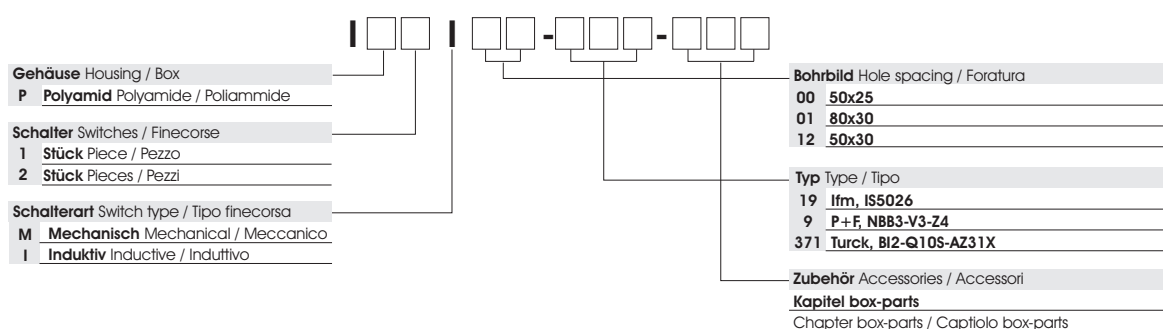 I □□ I □□ - □□□ - □□□
Gehäuse Housing / Box
P Polyamid Polyamide / Poliammide
Schalter Switches / Finecorse
1 Stück Piece / Pezzo
2 Stück Pieces / Pezzi
Schalterart Switch type / Tipo finecorsa
M Mechanisch Mechanical / Meccanico
I Induktiv Inductive / Induttivo
Bohrbild Hole spacing / Foratura
00 50x25
01 80x30
12 50x30
Typ Type / Tipo
19 Ifm, IS5026
9 P+F, NBB3-V3-Z4
371 Turck, BI2-Q10S-AZ31X
Zubehör Accessories / Accessori
Kapitel box-parts
Chapter box-parts / Captiolo box-parts